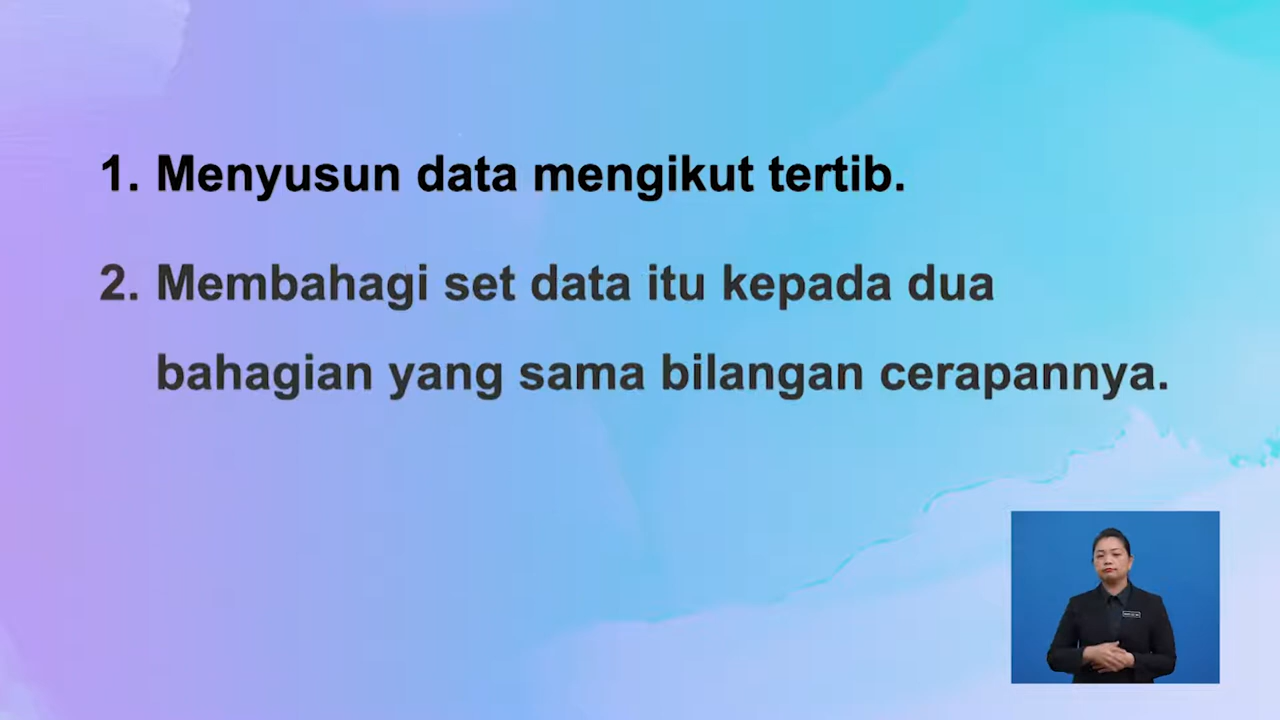 1. Menyusun data mengikut tertib.
2. Membahagi set data itu kepada dua
bahagian yang sama bilangan cerapannya.